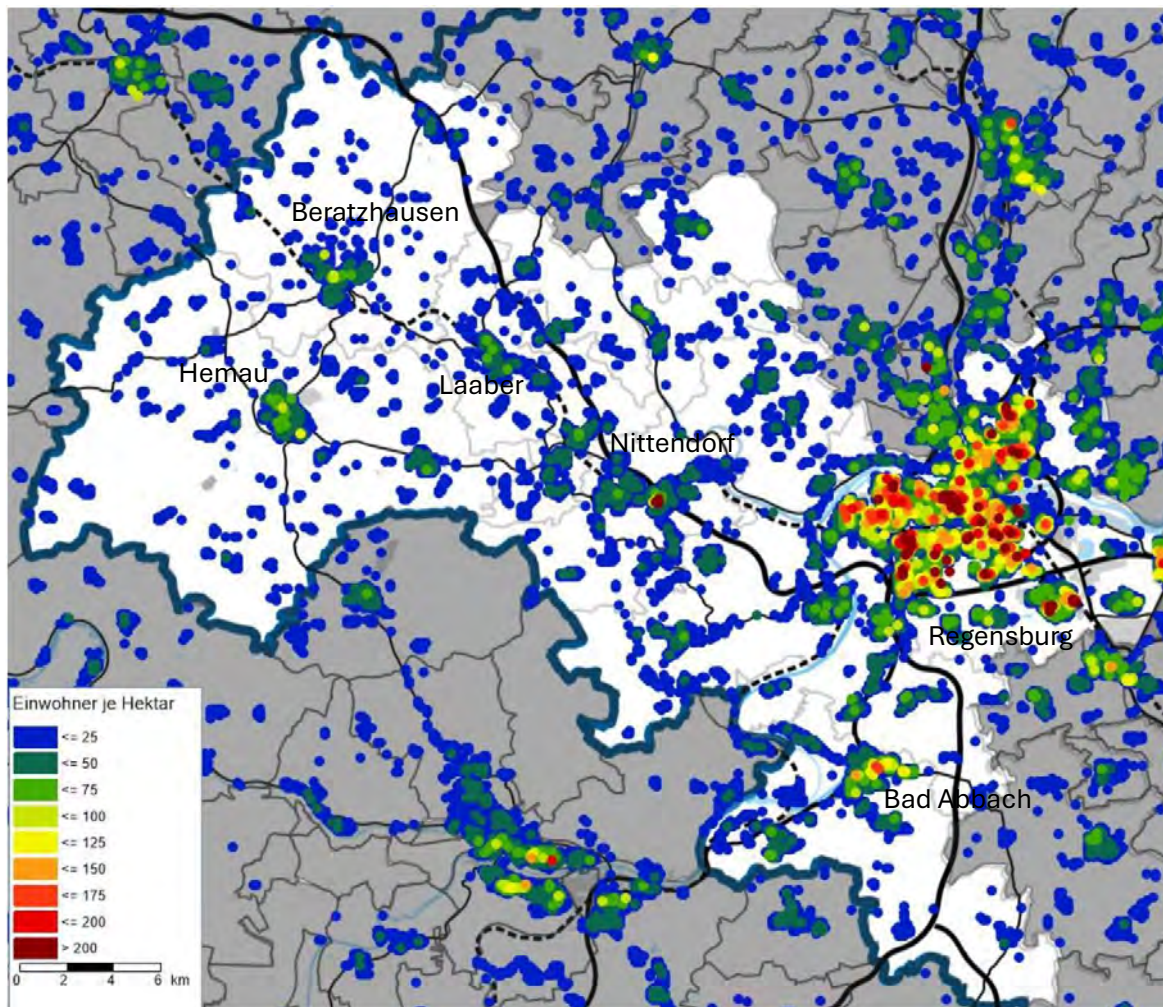 Beratzhausen
Hemau
Laaber
Nittendorf
Regensburg
Bad Abbach
Einwohner je Hektar
<= 25
<= 50
<= 75
<= 100
<= 125
<= 150
<= 175
<= 200
> 200
0 2 4 6 km